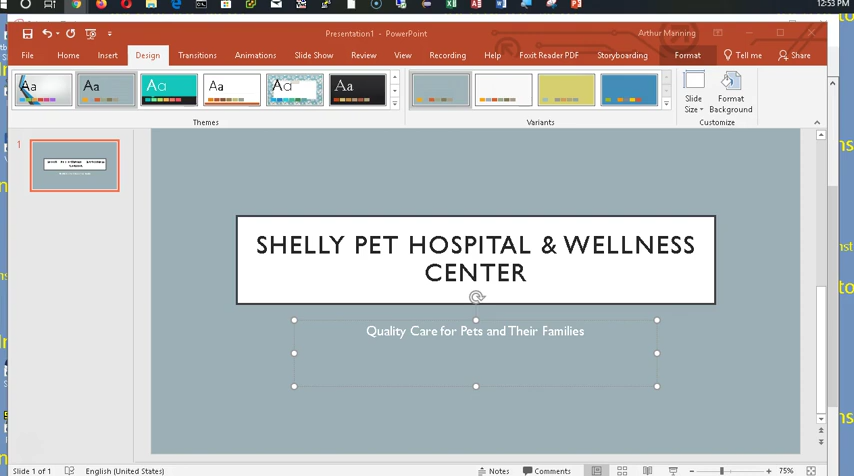 12:53 PM
Presentation1 - PowerPoint
Arthur Manning
File Home Insert Design Transitions Animations Slide Show Review View Recording Help Foxit Reader PDF Storyboarding Format Tell me Share
Aa Aa Aa Aa Aa Aa
Slide Size
Format Background
Themes Variants Customize
1
SHELLY PET HOSPITAL & WELLNESS
CENTER
Quality Care for Pets and Their Families
Slide 1 of 1 English (United States) Notes Comments 75%